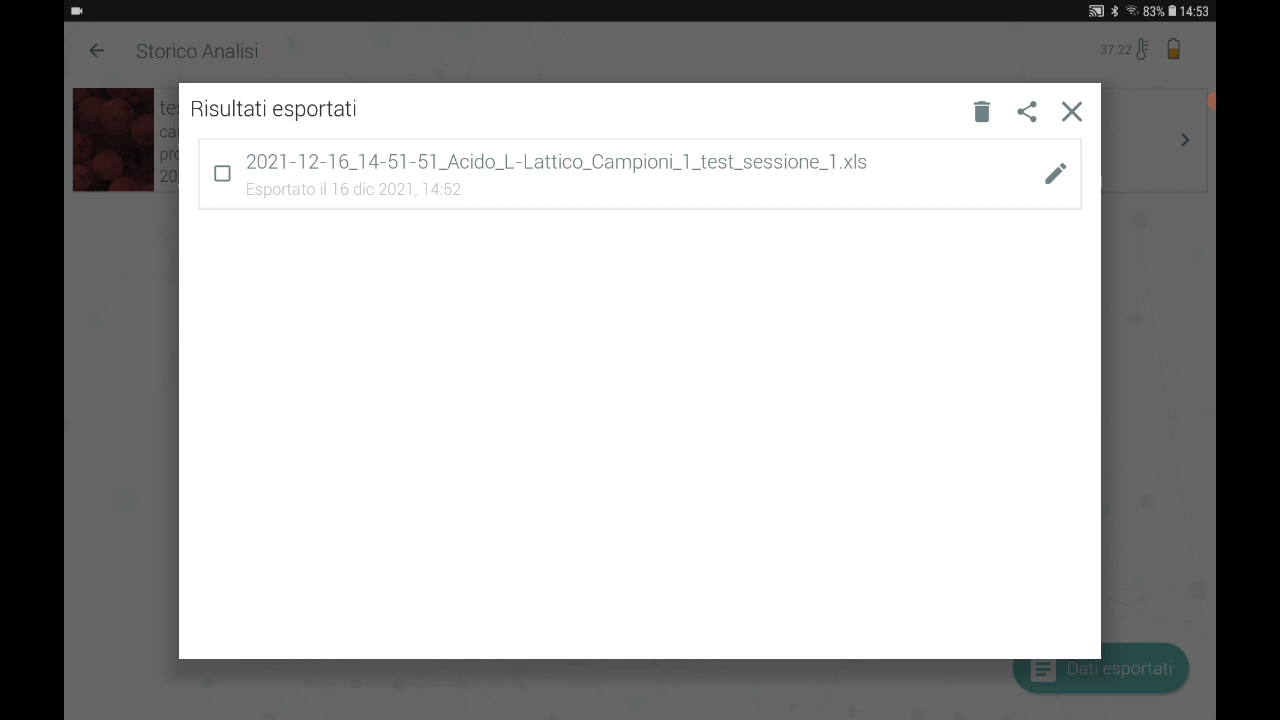 83% 14:53
Storico Analisi
37.22
Risultati esportati
2021-12-16_14-51-51_Acido_L-Lattico_Campioni_1_test_sessione_1.xls
Esportato il 16 dic 2021, 14:52
Dati esportati